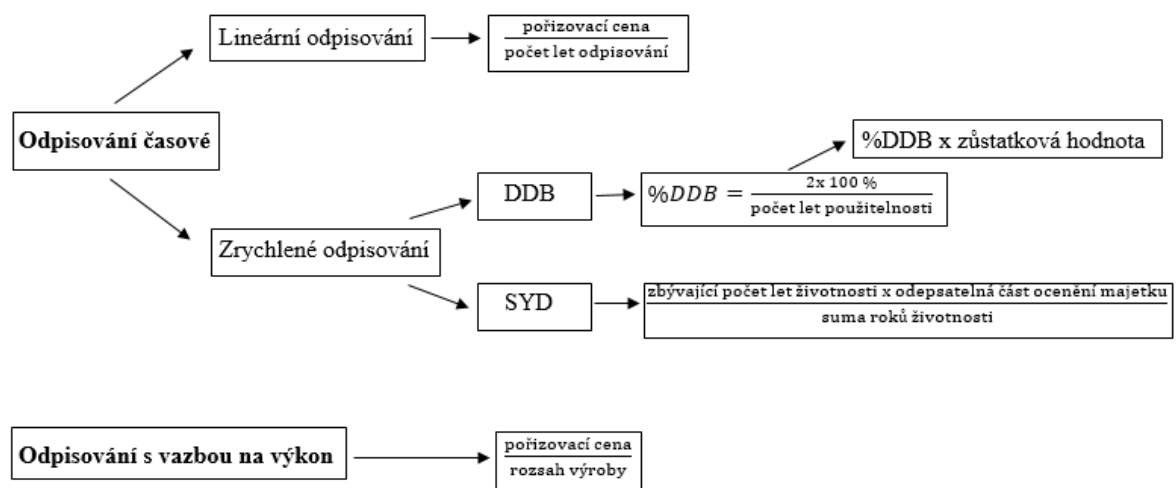 Lineární odpisování
pořizovací cena
počet let odpisování
Odpisování časové
%DDB x zůstatková hodnota
DDB
%DDB = 2x 100 %
počet let použitelnosti
Zrychlené odpisování
SYD
zbývající počet let životnosti x odepsatelná část ocenění majetku
suma roků životnosti
Odpisování s vazbou na výkon
pořizovací cena
rozsah výroby